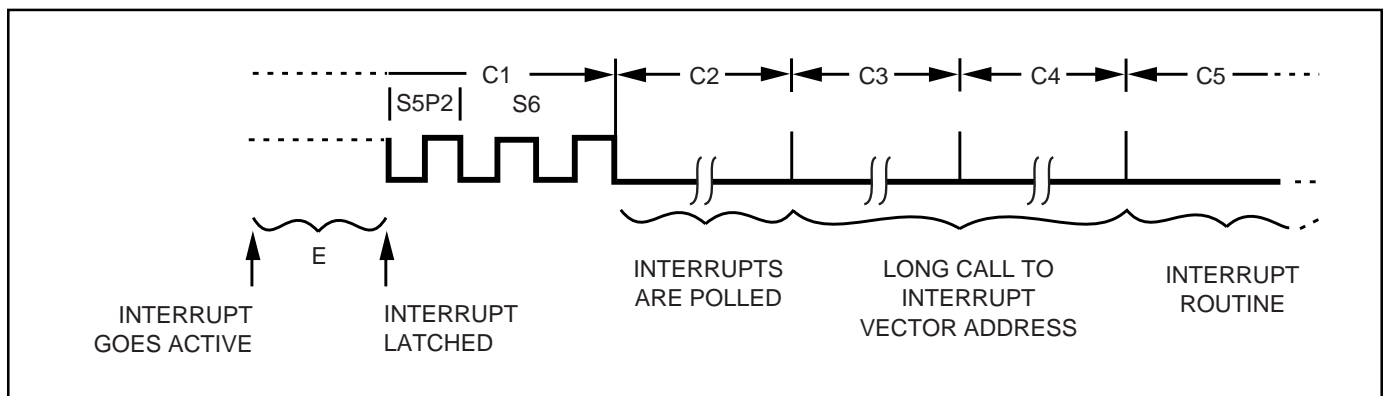 C1
C2
C3
C4
C5
S5P2
S6
E
INTERRUPT
GOES ACTIVE
INTERRUPT
LATCHED
INTERRUPTS
ARE POLLED
LONG CALL TO
INTERRUPT
VECTOR ADDRESS
INTERRUPT
ROUTINE